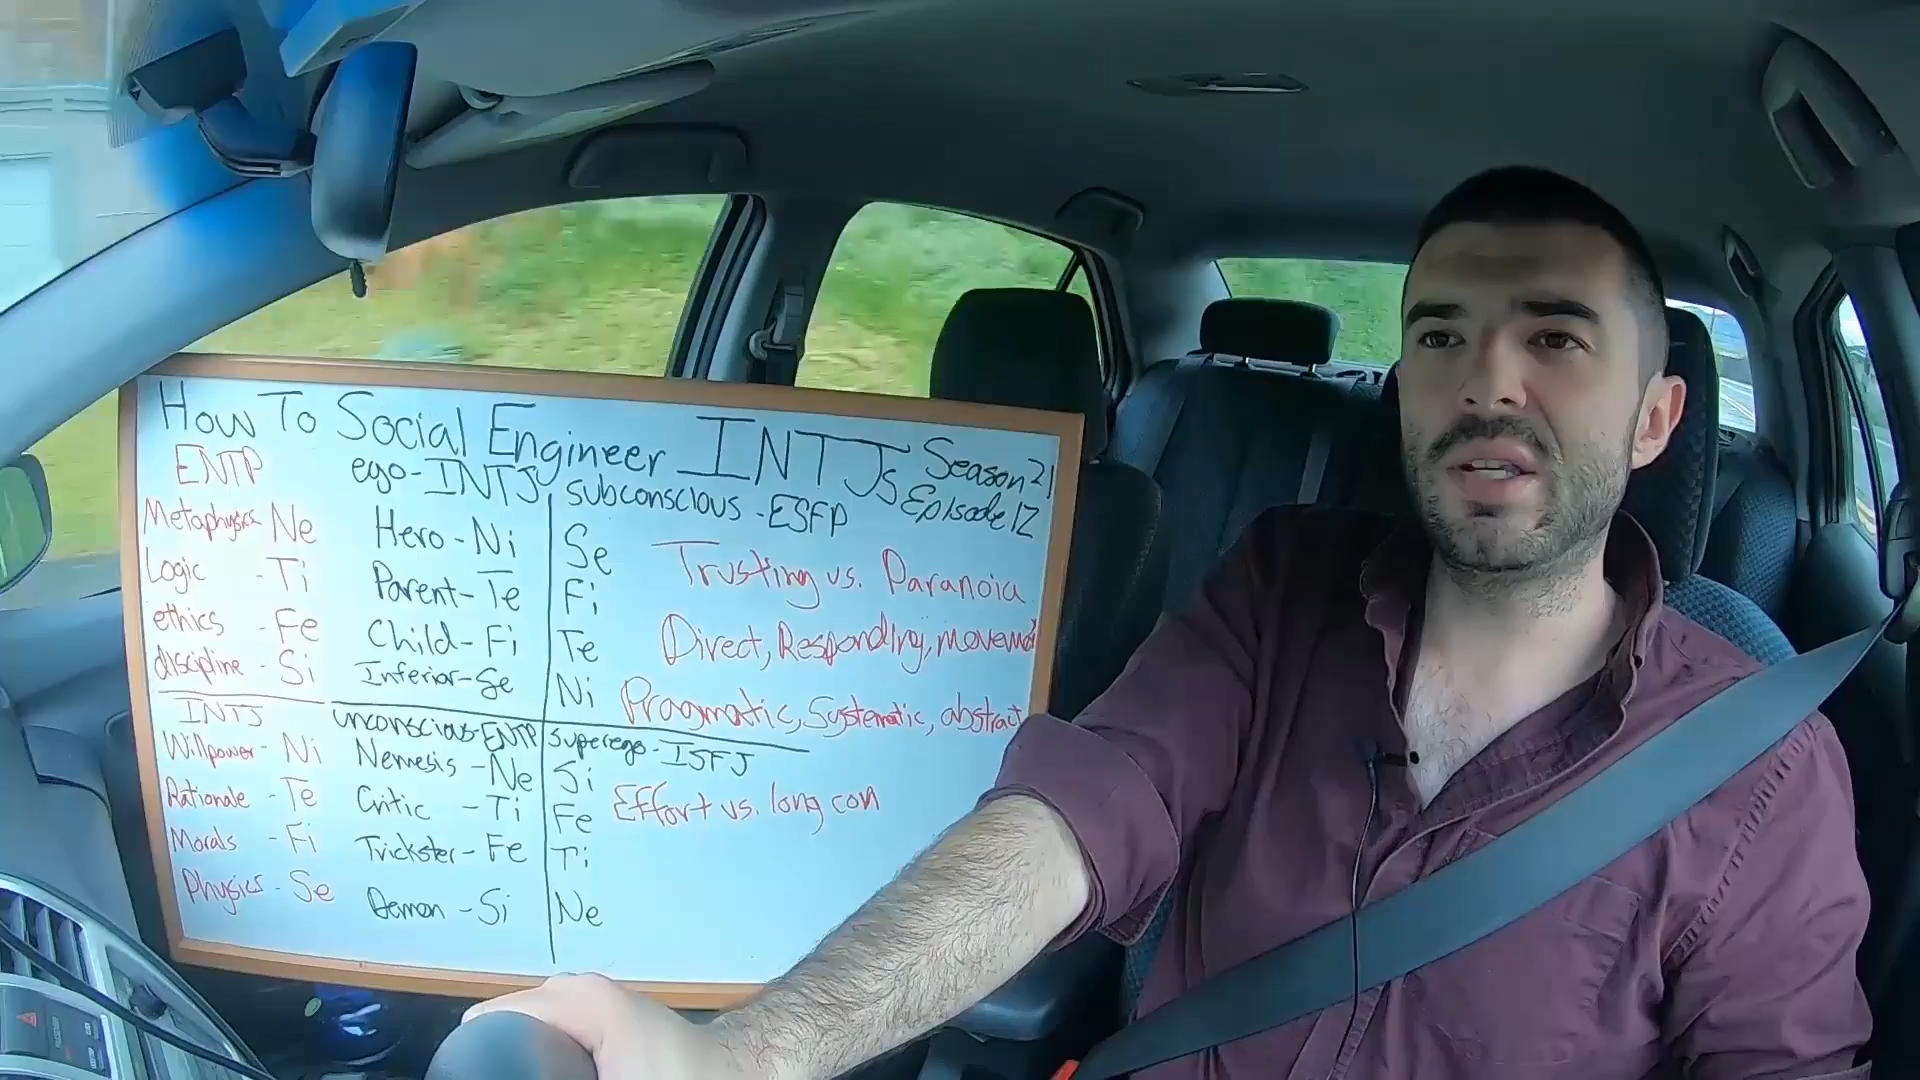 How To Social Engineer INTJs Season 21
Episode 12
ENTP
Metaphysics Ne
Logic - Ti
ethics - Fe
discipline - Si
INTJ
Willpower - Ni
Rationale - Te
Morals - Fi
Physics - Se
ego - INTJ
Hero - Ni
Parent - Te
Child - Fi
Inferior - Se
subconscious - ESFP
Se
Fi
Te
Ni
unconscious - ENTP
Nemesis - Ne
Critic - Ti
Trickster - Fe
Demon - Si
superego - ISFJ
Si
Fe
Ti
Ne
Trusting vs. Paranoia
Direct, Responding, movement
Pragmatic, Systematic, abstract
Effort vs. long con